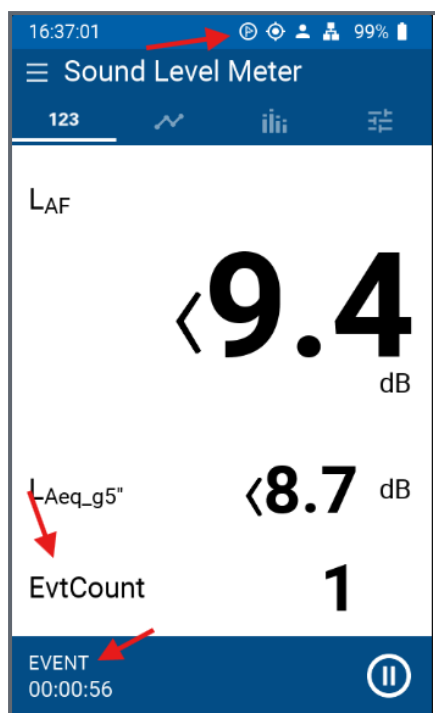 16:37:01 P 99%
Sound Level Meter
123
LAF
‹9.4
dB
LAeq_g5" ‹8.7 dB
EvtCount 1
EVENT
00:00:56